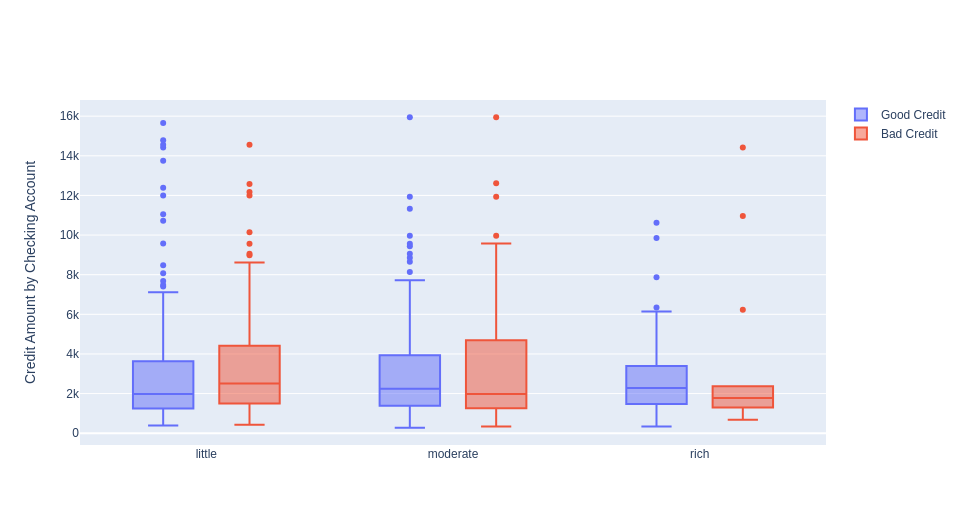 Good Credit
Bad Credit
Credit Amount by Checking Account
16k
14k
12k
10k
8k
6k
4k
2k
0
little
moderate
rich